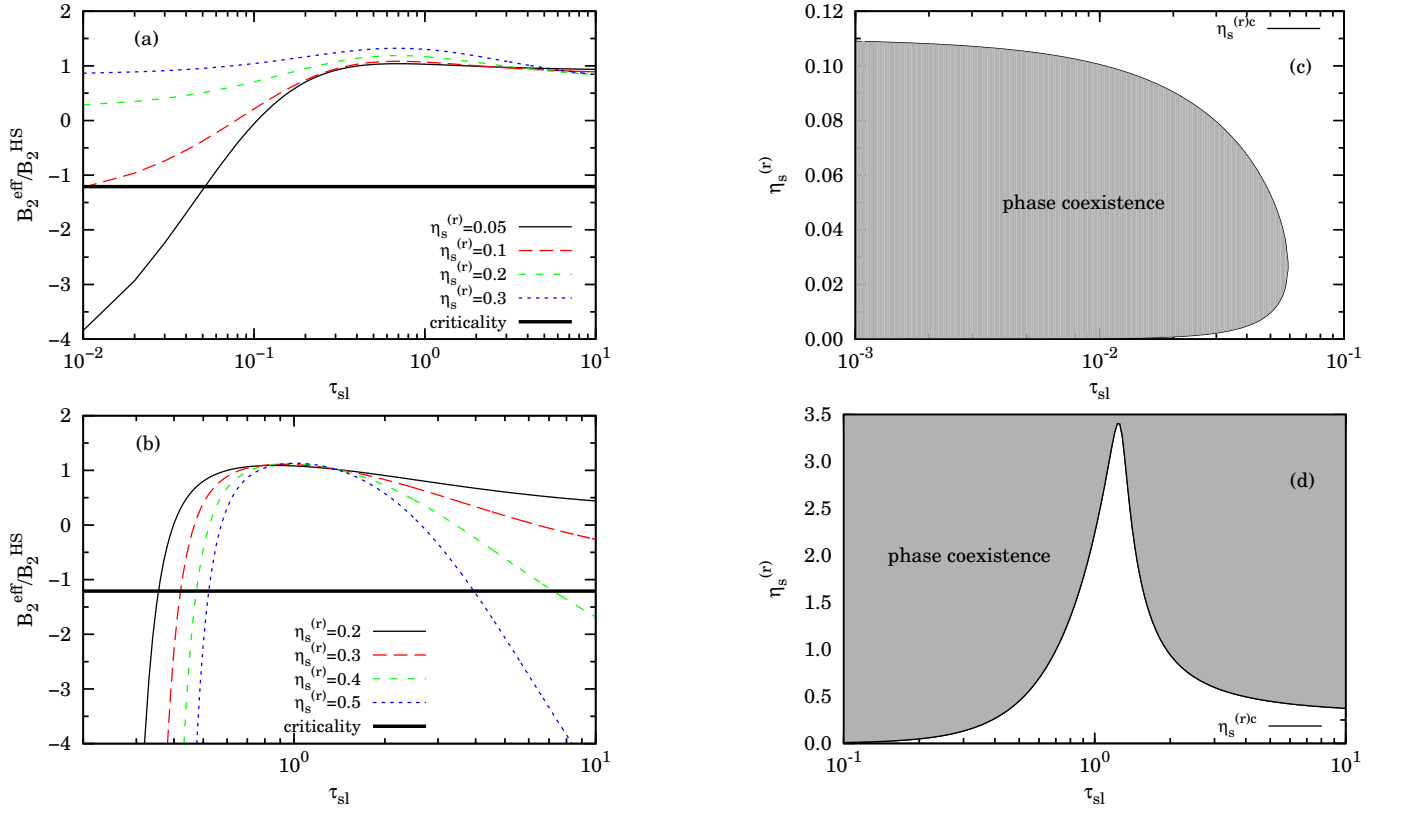 (a)
2
1
0
−1
−2
−3
−4
B₂ᵉᶠᶠ/B₂ᴴˢ
ηₛ⁽ʳ⁾=0.05
ηₛ⁽ʳ⁾=0.1
ηₛ⁽ʳ⁾=0.2
ηₛ⁽ʳ⁾=0.3
criticality
10⁻² 10⁻¹ 10⁰ 10¹
τ_sl
(c)
0.12
0.10
0.08
0.06
0.04
0.02
0.00
ηₛ⁽ʳ⁾
ηₛ⁽ʳ⁾ᶜ
phase coexistence
10⁻³ 10⁻² 10⁻¹
τ_sl
(b)
2
1
0
−1
−2
−3
−4
B₂ᵉᶠᶠ/B₂ᴴˢ
ηₛ⁽ʳ⁾=0.2
ηₛ⁽ʳ⁾=0.3
ηₛ⁽ʳ⁾=0.4
ηₛ⁽ʳ⁾=0.5
criticality
10⁰ 10¹
τ_sl
(d)
3.5
3.0
2.5
2.0
1.5
1.0
0.5
0.0
ηₛ⁽ʳ⁾
phase coexistence
ηₛ⁽ʳ⁾ᶜ
10⁻¹ 10⁰ 10¹
τ_sl